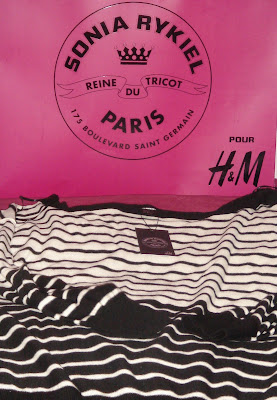 SONIA RYKIEL
REINE DU TRICOT
PARIS
175 BOULEVARD SAINT GERMAIN
POUR
H&M